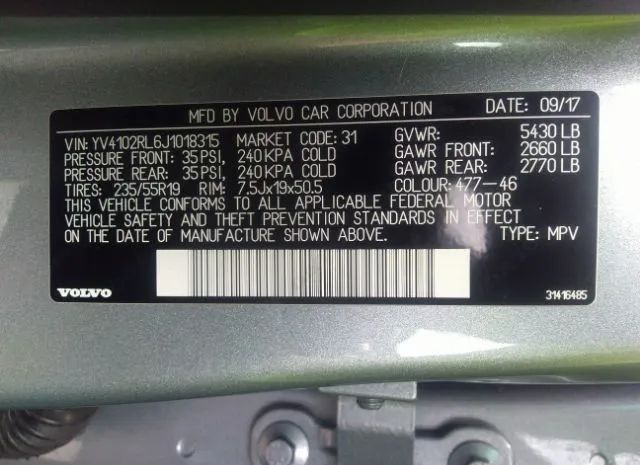 MFD BY VOLVO CAR CORPORATION DATE: 09/17
VIN: YV4102RL6J1018315 MARKET CODE: 31 GVWR: 5430 LB
PRESSURE FRONT: 35 PSI, 240 KPA COLD GAWR FRONT: 2660 LB
PRESSURE REAR: 35 PSI, 240 KPA COLD GAWR REAR: 2770 LB
TIRES: 235/55R19 RIM: 7.5Jx19x50.5 COLOUR: 477-46
THIS VEHICLE CONFORMS TO ALL APPLICABLE FEDERAL MOTOR
VEHICLE SAFETY AND THEFT PREVENTION STANDARDS IN EFFECT
ON THE DATE OF MANUFACTURE SHOWN ABOVE. TYPE: MPV
VOLVO 31416485